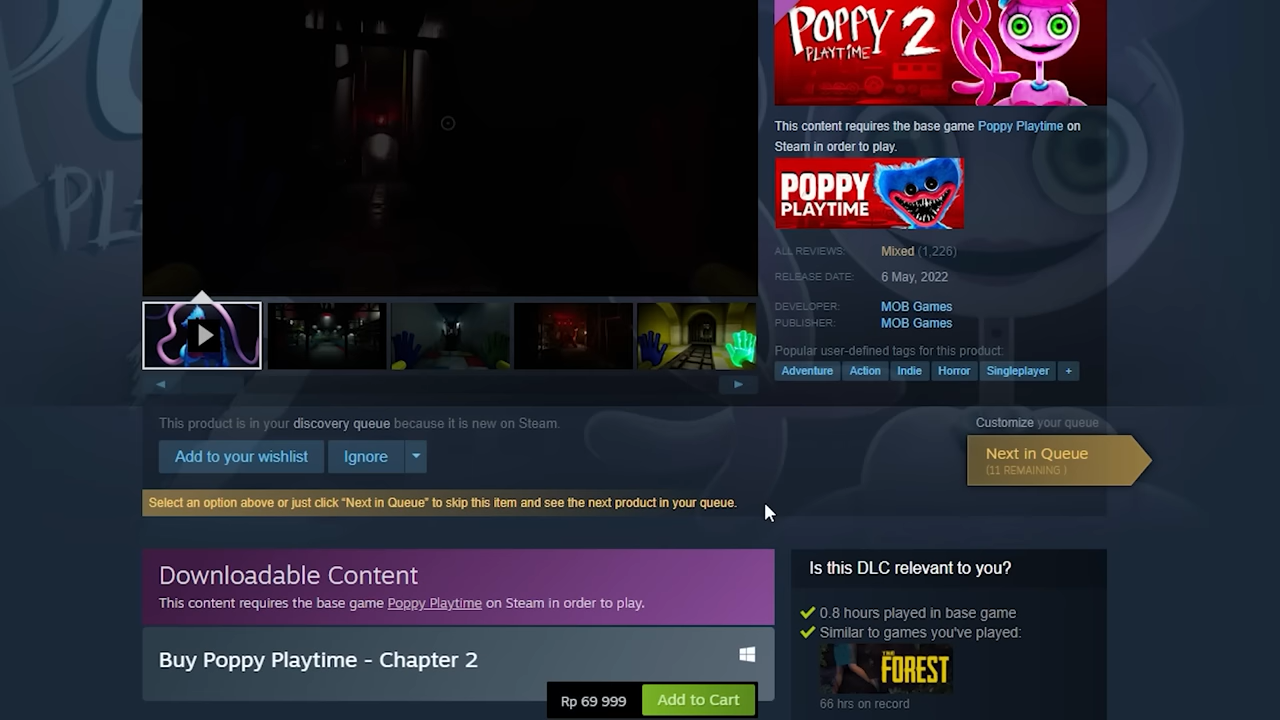 POPPY 2
PLAYTIME
This content requires the base game Poppy Playtime on
Steam in order to play.
POPPY
PLAYTIME
ALL REVIEWS: Mixed (1,226)
RELEASE DATE: 6 May, 2022
DEVELOPER: MOB Games
PUBLISHER: MOB Games
Popular user-defined tags for this product:
Adventure Action Indie Horror Singleplayer +
This product is in your discovery queue because it is new on Steam.
Customize your queue
Add to your wishlist Ignore
Next in Queue
(11 REMAINING )
Select an option above or just click “Next in Queue” to skip this item and see the next product in your queue.
Downloadable Content
This content requires the base game Poppy Playtime on Steam in order to play.
Buy Poppy Playtime - Chapter 2
Rp 69 999 Add to Cart
Is this DLC relevant to you?
0.8 hours played in base game
Similar to games you've played:
THE
FOREST
66 hrs on record